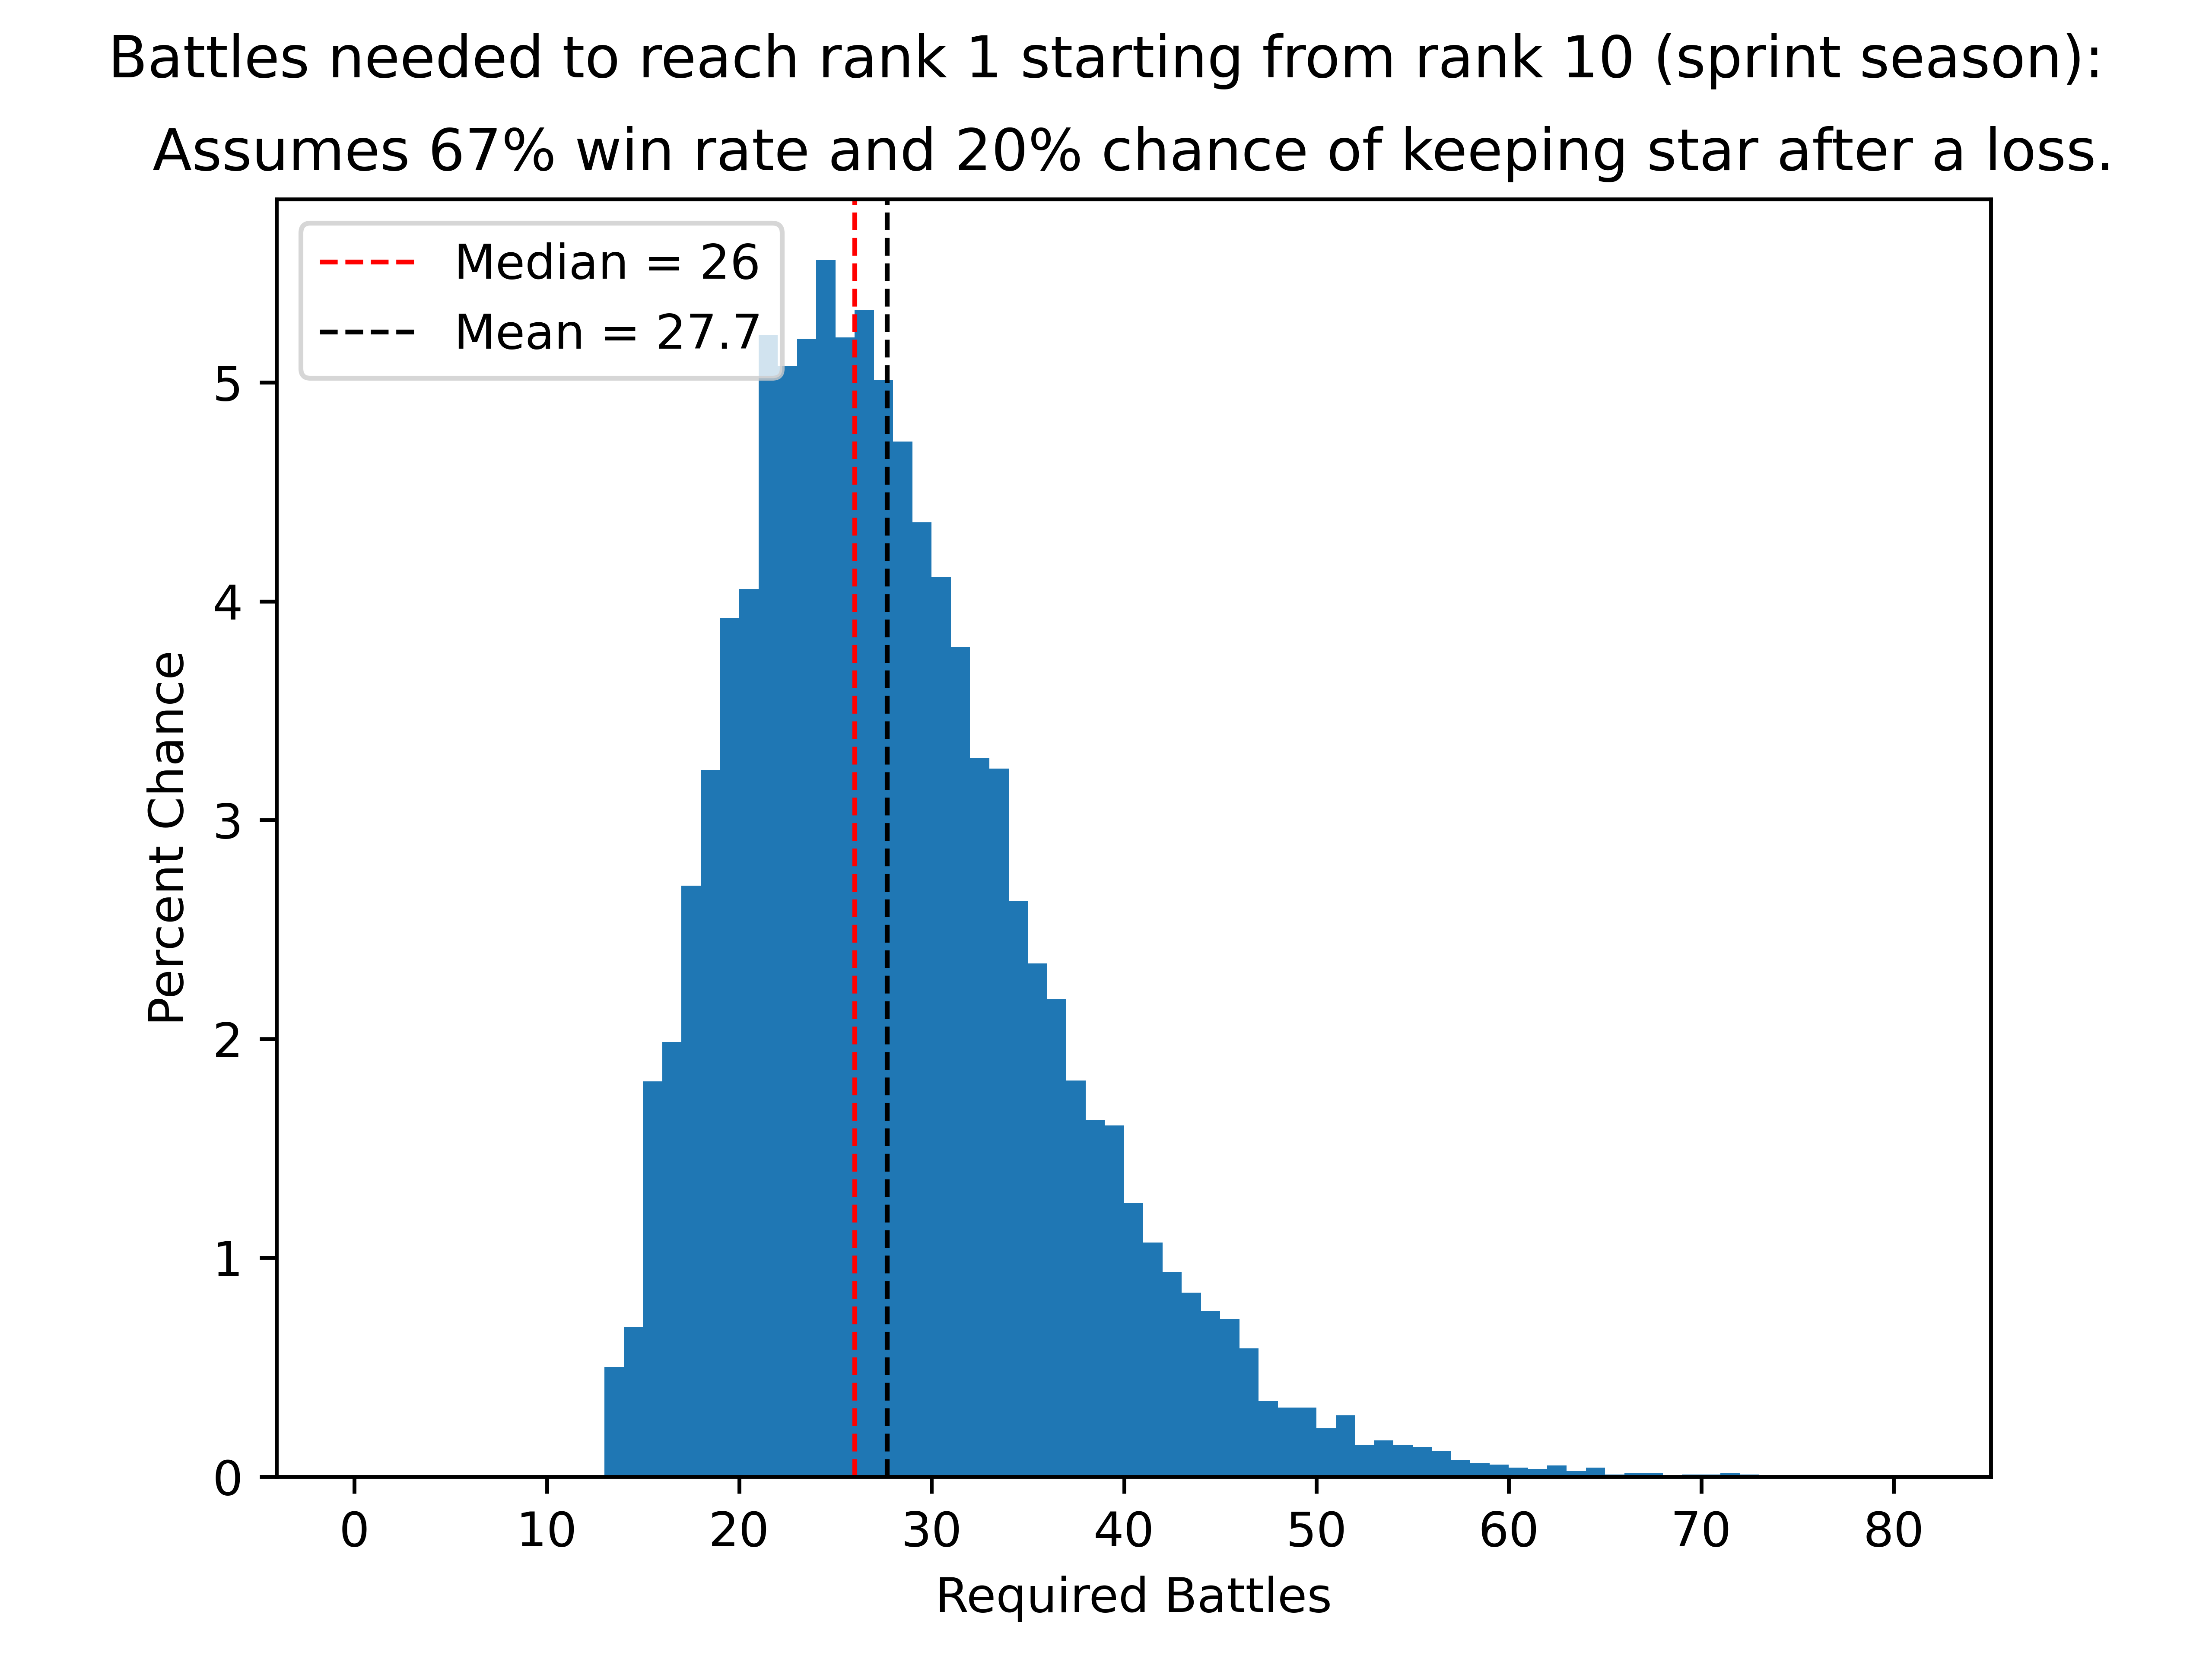 Battles needed to reach rank 1 starting from rank 10 (sprint season):
Assumes 67% win rate and 20% chance of keeping star after a loss.
Median = 26
Mean = 27.7
Percent Chance
5
4
3
2
1
0
0 10 20 30 40 50 60 70 80
Required Battles